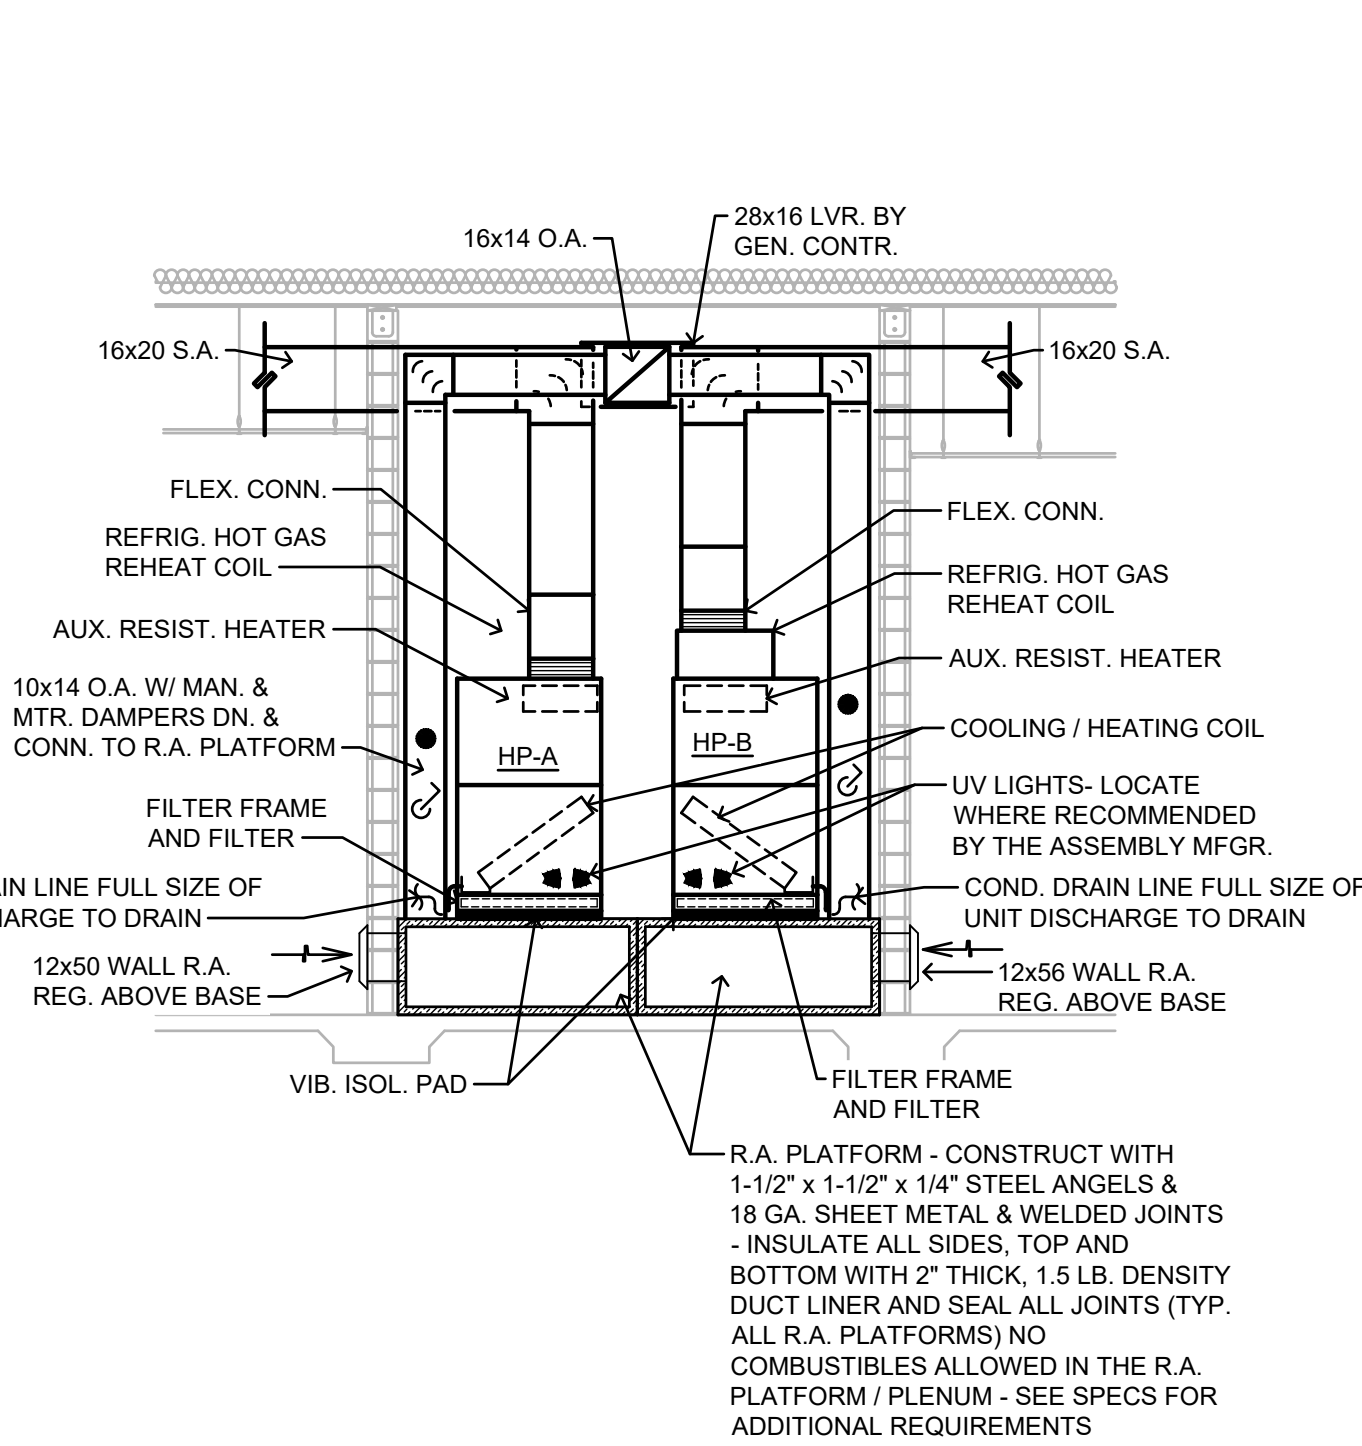 28x16 LVR. BY
GEN. CONTR.
16x14 O.A.
16x20 S.A.
16x20 S.A.
FLEX. CONN.
REFRIG. HOT GAS
REHEAT COIL
AUX. RESIST. HEATER
10x14 O.A. W/ MAN. &
MTR. DAMPERS DN. &
CONN. TO R.A. PLATFORM
FILTER FRAME
AND FILTER
LINE FULL SIZE OF
TO DRAIN
12x50 WALL R.A.
REG. ABOVE BASE
VIB. ISOL. PAD
HP-A
HP-B
FLEX. CONN.
REFRIG. HOT GAS
REHEAT COIL
AUX. RESIST. HEATER
COOLING / HEATING COIL
UV LIGHTS- LOCATE
WHERE RECOMMENDED
BY THE ASSEMBLY MFGR.
COND. DRAIN LINE FULL SIZE OF
UNIT DISCHARGE TO DRAIN
12x56 WALL R.A.
REG. ABOVE BASE
FILTER FRAME
AND FILTER
R.A. PLATFORM - CONSTRUCT WITH
1-1/2" x 1-1/2" x 1/4" STEEL ANGELS &
18 GA. SHEET METAL & WELDED JOINTS
- INSULATE ALL SIDES, TOP AND
BOTTOM WITH 2" THICK, 1.5 LB. DENSITY
DUCT LINER AND SEAL ALL JOINTS (TYP.
ALL R.A. PLATFORMS) NO
COMBUSTIBLES ALLOWED IN THE R.A.
PLATFORM / PLENUM - SEE SPECS FOR
ADDITIONAL REQUIREMENTS